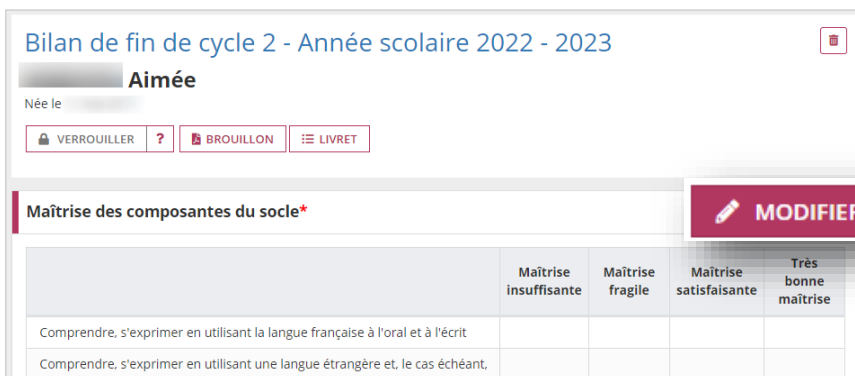 Bilan de fin de cycle 2 - Année scolaire 2022 - 2023
Aimée
Née le
VERROUILLER ? BROUILLON LIVRET
Maîtrise des composantes du socle*
MODIFIER
Maîtrise insuffisante Maîtrise fragile Maîtrise satisfaisante Très bonne maîtrise
Comprendre, s'exprimer en utilisant la langue française à l'oral et à l'écrit
Comprendre, s'exprimer en utilisant une langue étrangère et, le cas échéant,